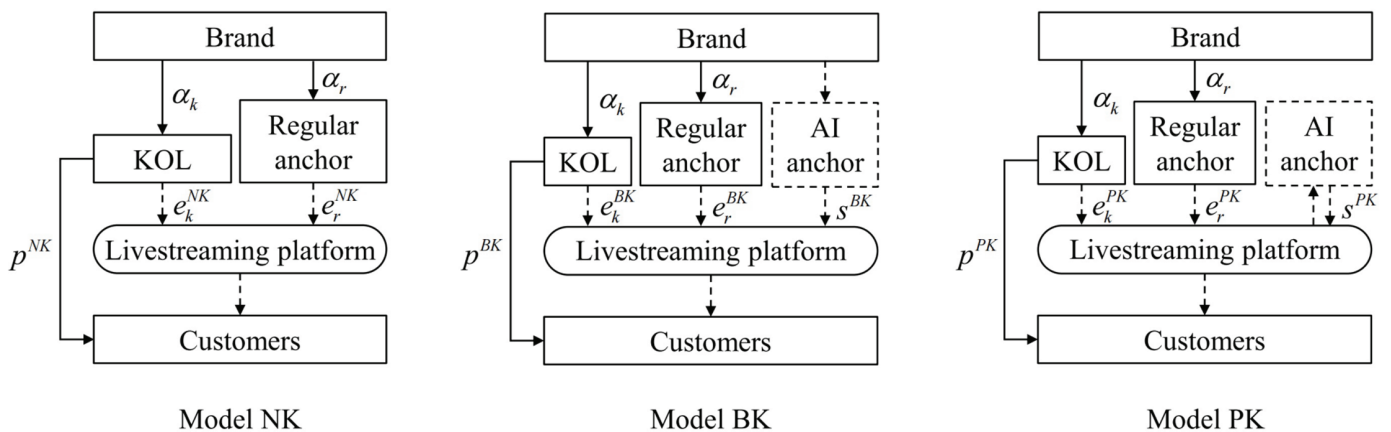 Brand
α_k
α_r
KOL
Regular
anchor
e_k^{NK}
e_r^{NK}
p^{NK}
Livestreaming platform
Customers
Model NK
Brand
α_k
α_r
KOL
Regular
anchor
AI
anchor
e_k^{BK}
e_r^{BK}
s^{BK}
p^{BK}
Livestreaming platform
Customers
Model BK
Brand
α_k
α_r
KOL
Regular
anchor
AI
anchor
e_k^{PK}
e_r^{PK}
s^{PK}
p^{PK}
Livestreaming platform
Customers
Model PK